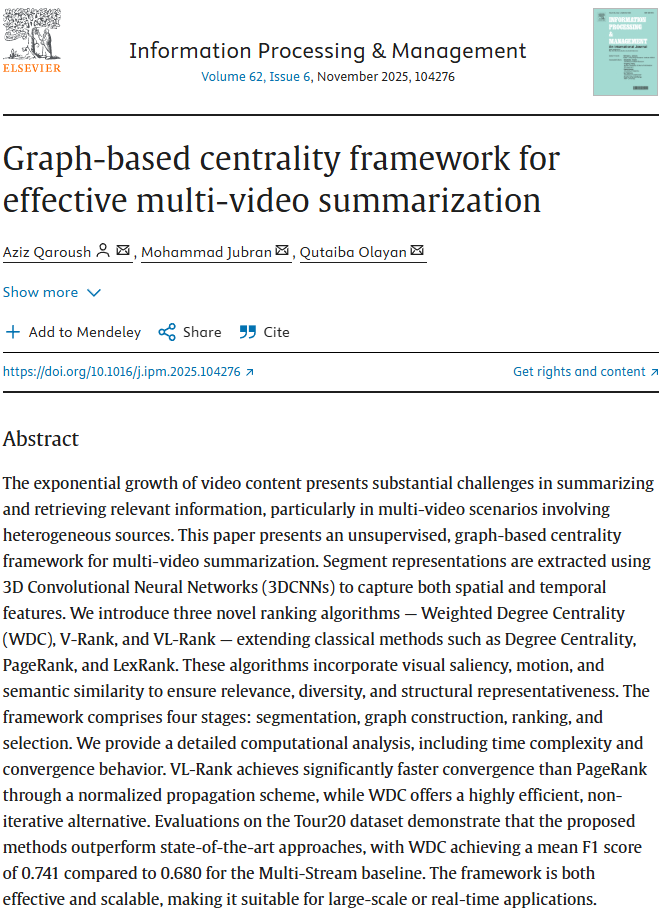 ELSEVIER
Information Processing & Management
Volume 62, Issue 6, November 2025, 104276
INFORMATION
PROCESSING
&
MANAGEMENT
Graph-based centrality framework for
effective multi-video summarization
Aziz Qaroush, Mohammad Jubran, Qutaiba Olayan
Show more
Add to Mendeley Share Cite
https://doi.org/10.1016/j.ipm.2025.104276 Get rights and content
Abstract
The exponential growth of video content presents substantial challenges in summarizing
and retrieving relevant information, particularly in multi-video scenarios involving
heterogeneous sources. This paper presents an unsupervised, graph-based centrality
framework for multi-video summarization. Segment representations are extracted using
3D Convolutional Neural Networks (3DCNNs) to capture both spatial and temporal
features. We introduce three novel ranking algorithms — Weighted Degree Centrality
(WDC), V-Rank, and VL-Rank — extending classical methods such as Degree Centrality,
PageRank, and LexRank. These algorithms incorporate visual saliency, motion, and
semantic similarity to ensure relevance, diversity, and structural representativeness. The
framework comprises four stages: segmentation, graph construction, ranking, and
selection. We provide a detailed computational analysis, including time complexity and
convergence behavior. VL-Rank achieves significantly faster convergence than PageRank
through a normalized propagation scheme, while WDC offers a highly efficient, non-
iterative alternative. Evaluations on the Tour20 dataset demonstrate that the proposed
methods outperform state-of-the-art approaches, with WDC achieving a mean F1 score
of 0.741 compared to 0.680 for the Multi-Stream baseline. The framework is both
effective and scalable, making it suitable for large-scale or real-time applications.